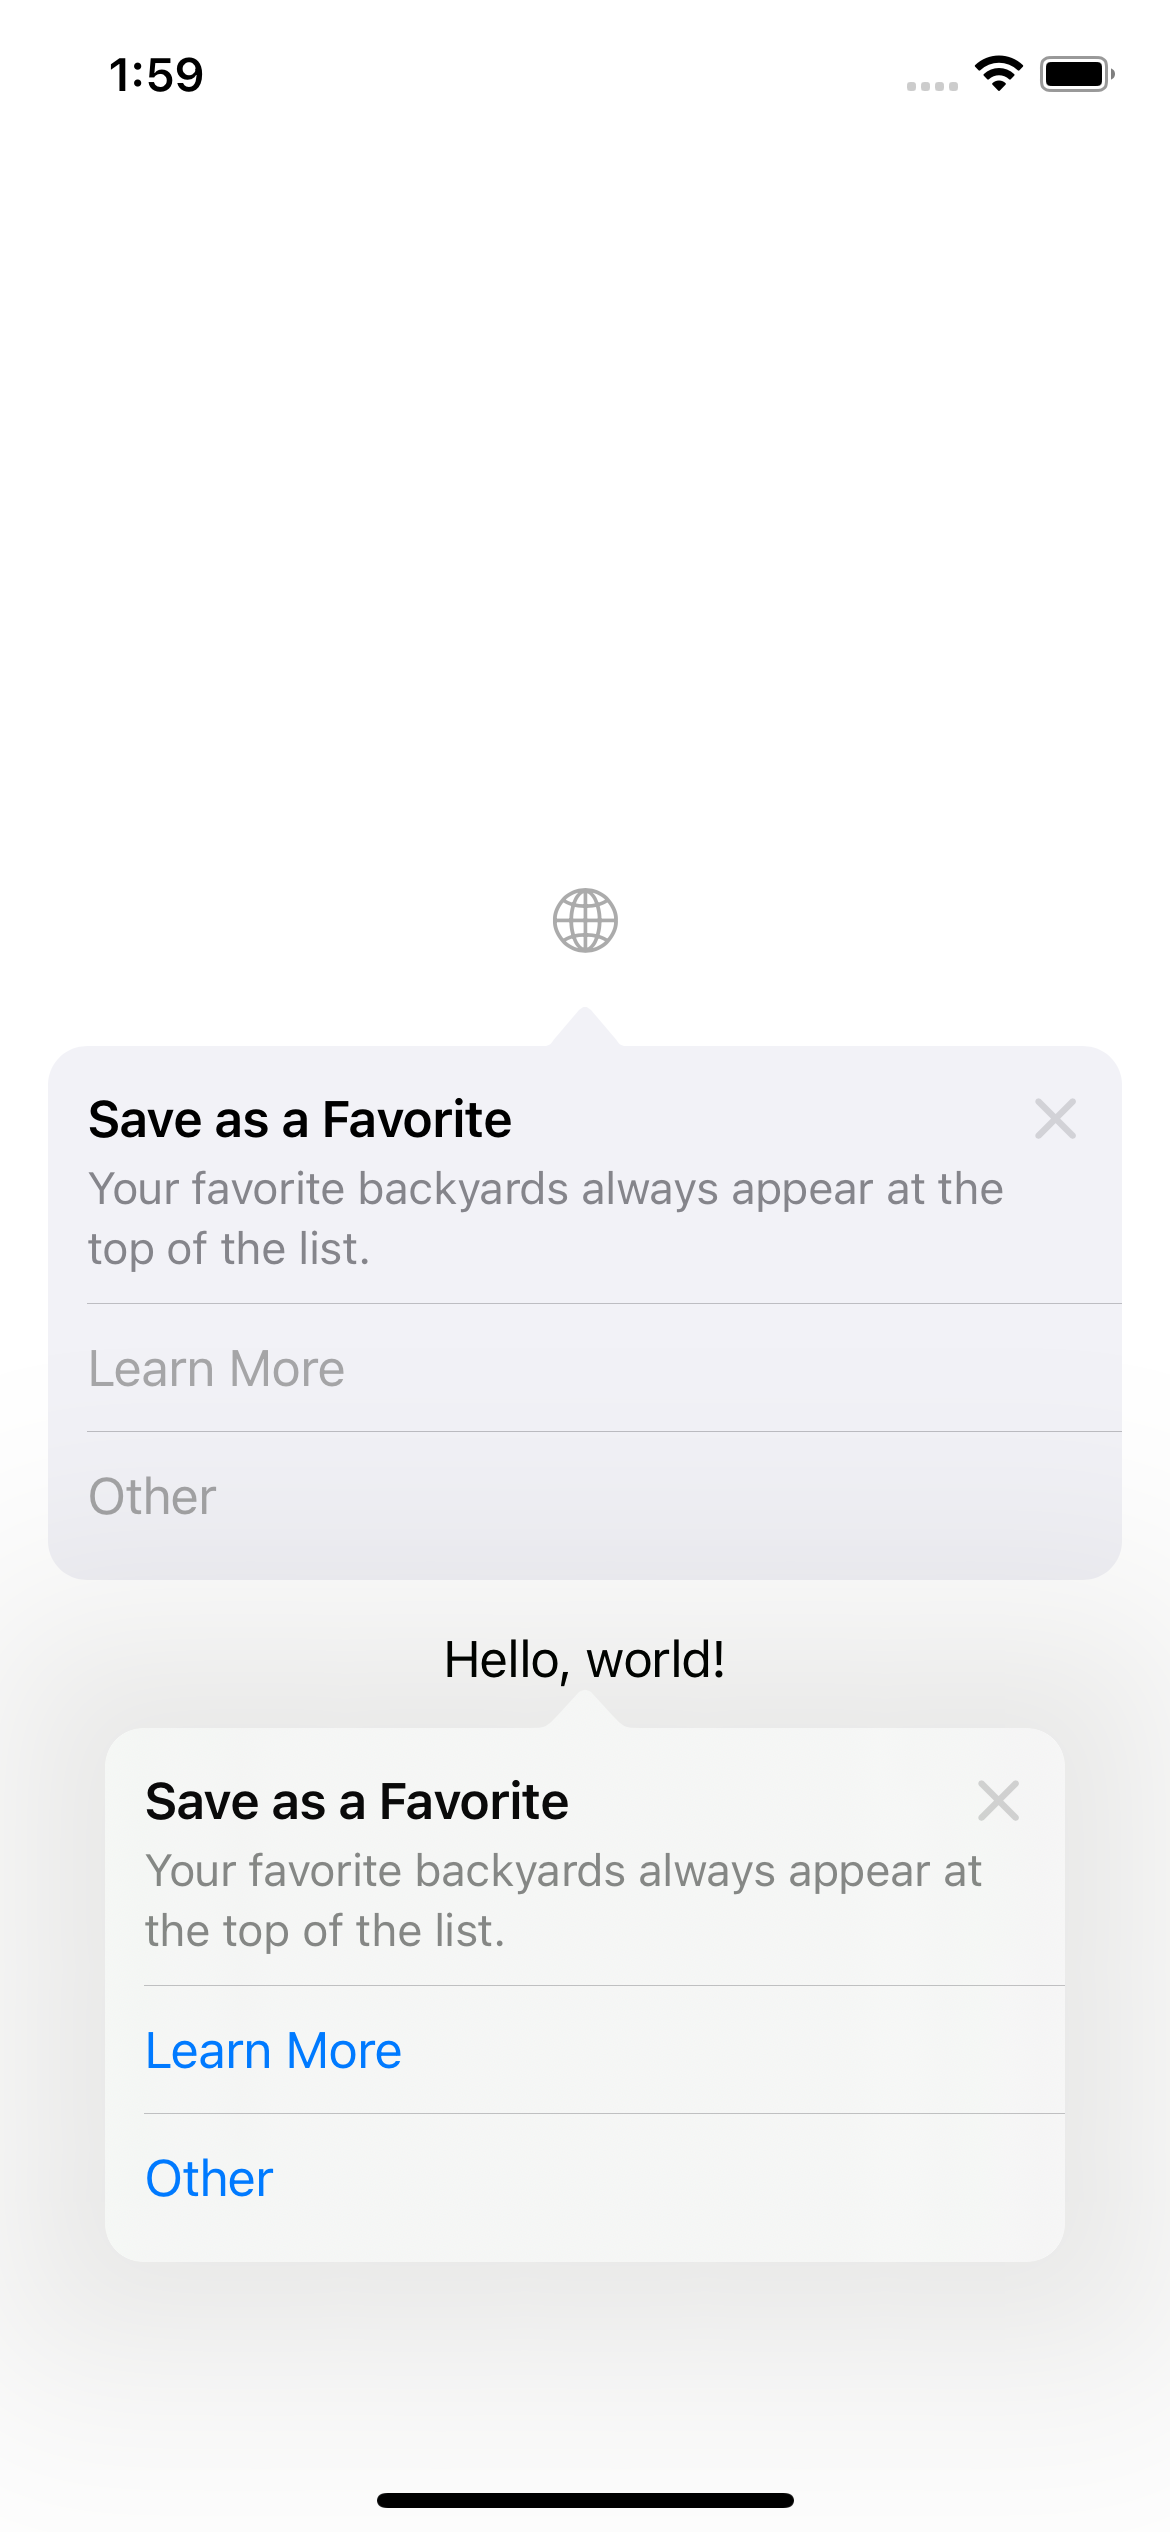 1:59
Save as a Favorite
Your favorite backyards always appear at the
top of the list.
Learn More
Other
Hello, world!
Save as a Favorite
Your favorite backyards always appear at
the top of the list.
Learn More
Other